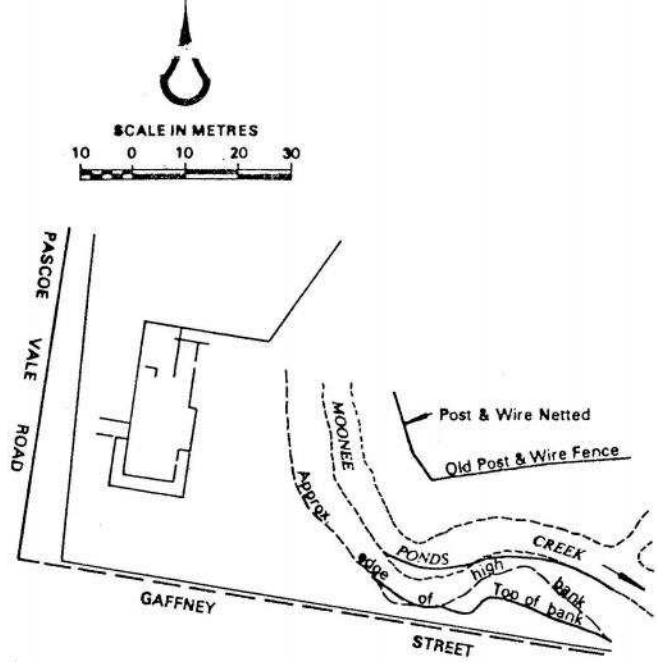 SCALE IN METRES
10 0 10 20 30
PASCOE VALE ROAD
MOONEE PONDS CREEK
Post & Wire Netted
Old Post & Wire Fence
Approx edge of high bank
Top of bank
GAFFNEY STREET